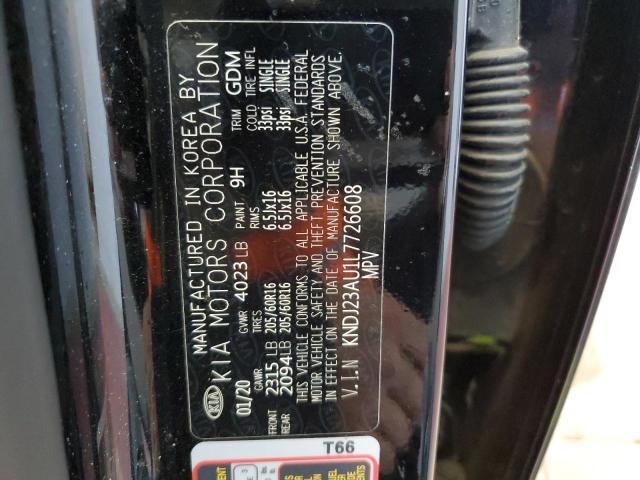 KIA
MANUFACTURED IN KOREA BY
KIA MOTORS CORPORATION
01/20 GVWR 4023 LB PAINT 9H TRIM GDM
GAWR TIRES RIMS COLD TIRE INFL
FRONT 2315 LB 205/60R16 6.5Jx16 33psi SINGLE
REAR 2094 LB 205/60R16 6.5Jx16 33psi SINGLE
THIS VEHICLE CONFORMS TO ALL APPLICABLE U.S.A. FEDERAL
MOTOR VEHICLE SAFETY AND THEFT PREVENTION STANDARDS
IN EFFECT ON THE DATE OF MANUFACTURE SHOWN ABOVE.
V.I.N KNDJ23AU1L7726608
MPV
T66